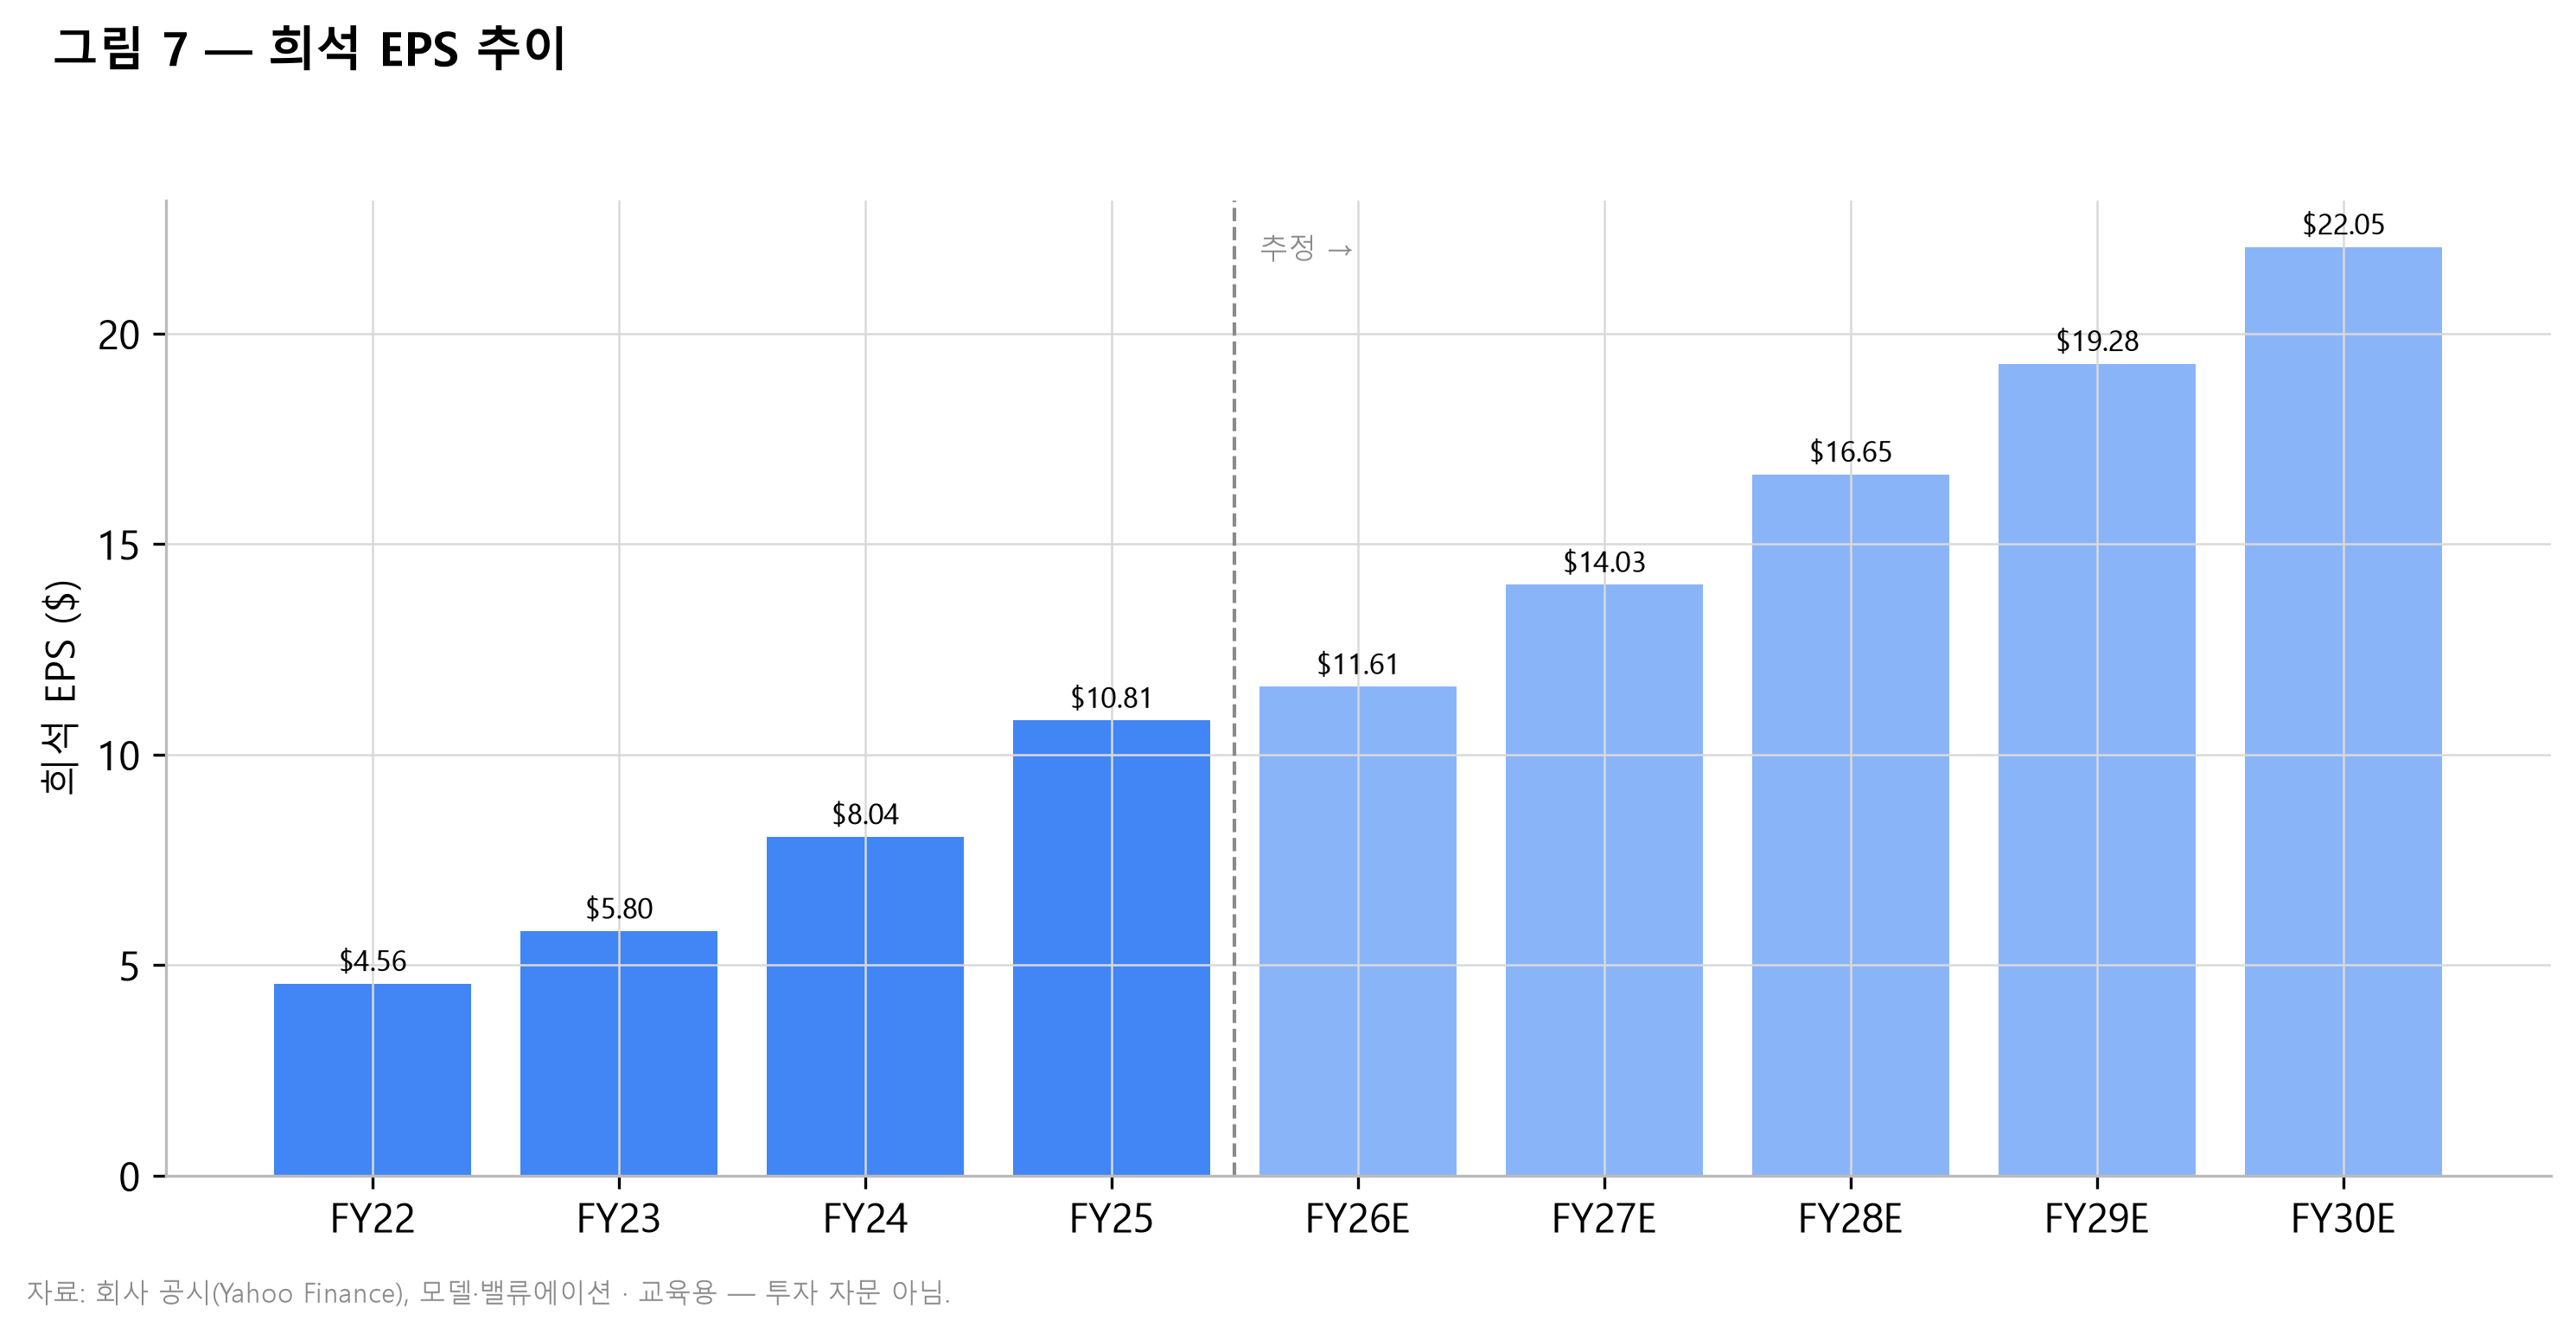 그림 7 — 희석 EPS 추이
희석 EPS ($)
20
15
10
5
0
추정 →
$4.56
$5.80
$8.04
$10.81
$11.61
$14.03
$16.65
$19.28
$22.05
FY22 FY23 FY24 FY25 FY26E FY27E FY28E FY29E FY30E
자료: 회사 공시(Yahoo Finance), 모델·밸류에이션 · 교육용 — 투자 자문 아님.